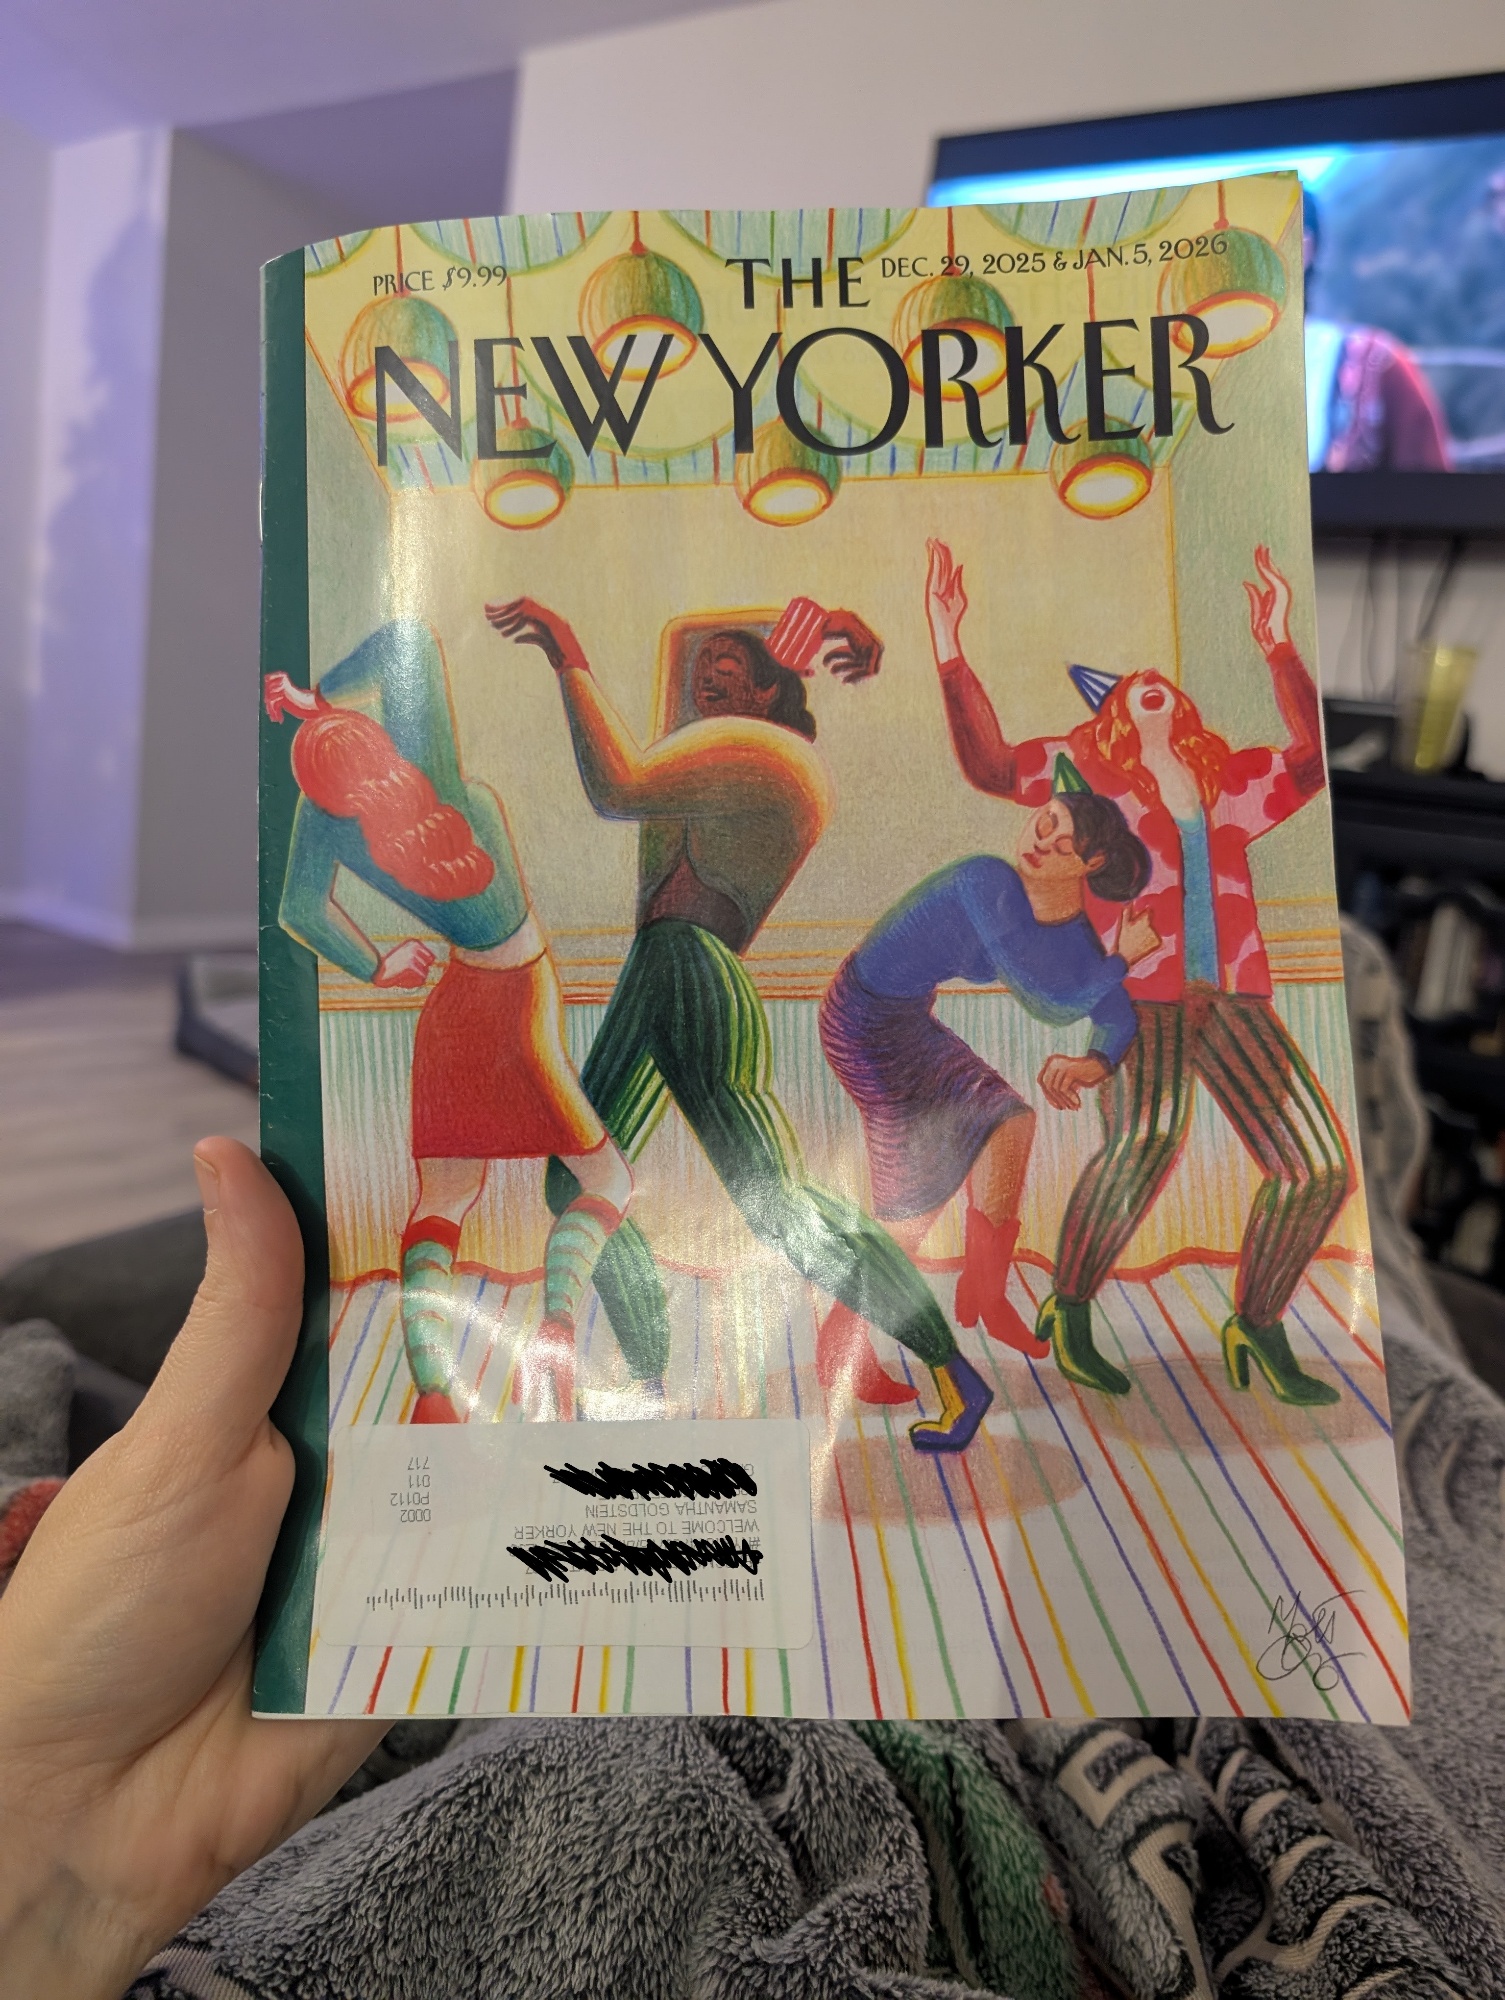 PRICE $9.99
THE
DEC. 29, 2025 & JAN. 5, 2026
NEW YORKER
WELCOME TO THE NEW YORKER
SAMANTHA GOLDSTEIN
0002
P0112
011
717